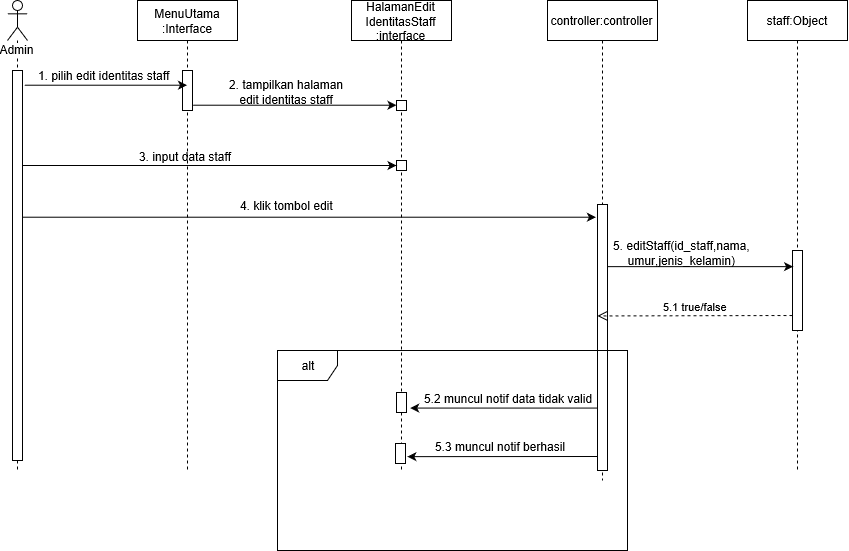 Admin
MenuUtama
:Interface
HalamanEdit
IdentitasStaff
:interface
controller:controller
staff:Object
1. pilih edit identitas staff
2. tampilkan halaman
edit identitas staff
3. input data staff
4. klik tombol edit
5. editStaff(id_staff,nama,
umur,jenis_kelamin)
5.1 true/false
alt
5.2 muncul notif data tidak valid
5.3 muncul notif berhasil